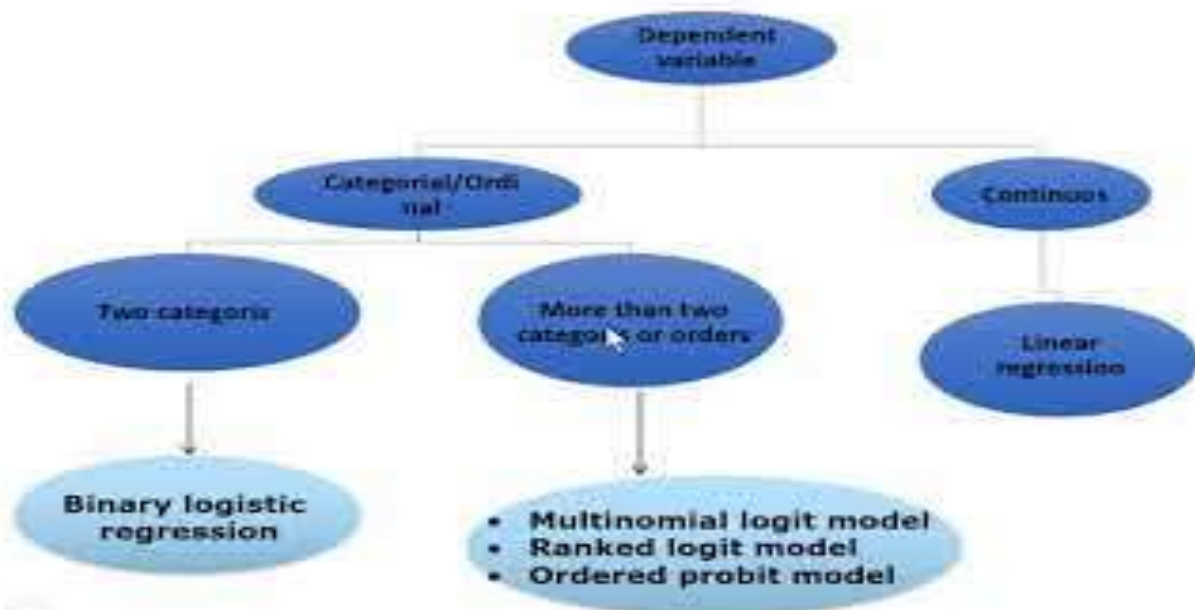 Dependent
variable
Categorial/Ordi
nal
Continuos
Two categoris
More than two
categoris or orders
Linear
regression
Binary logistic
regression
• Multinomial logit model
• Ranked logit model
• Ordered probit model